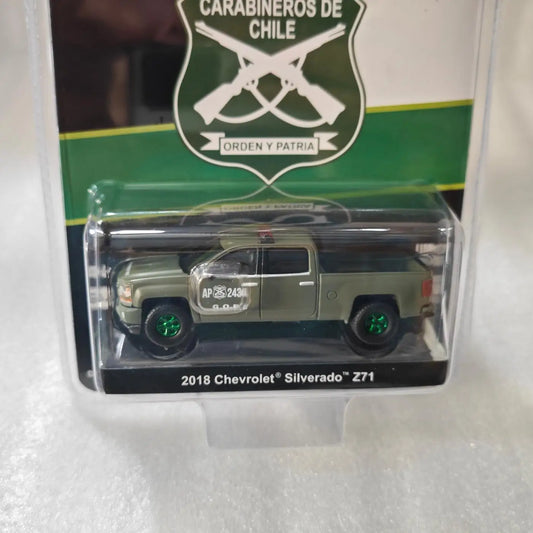 CARABINEROS DE
CHILE
ORDEN Y PATRIA
AP 243
G.O.P.E
2018 Chevrolet® Silverado™ Z71